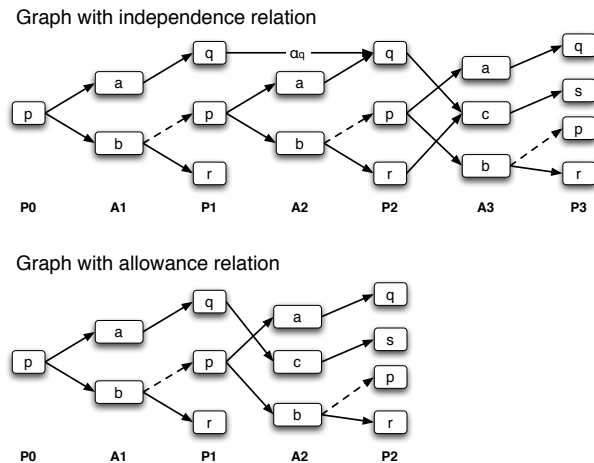 Graph with independence relation
q αq q q
a a a
s
p p p c
p
b b b
r r r
P0 A1 P1 A2 P2 A3 P3
Graph with allowance relation
q a q
a
s
p p c
p
b b
r r
P0 A1 P1 A2 P2